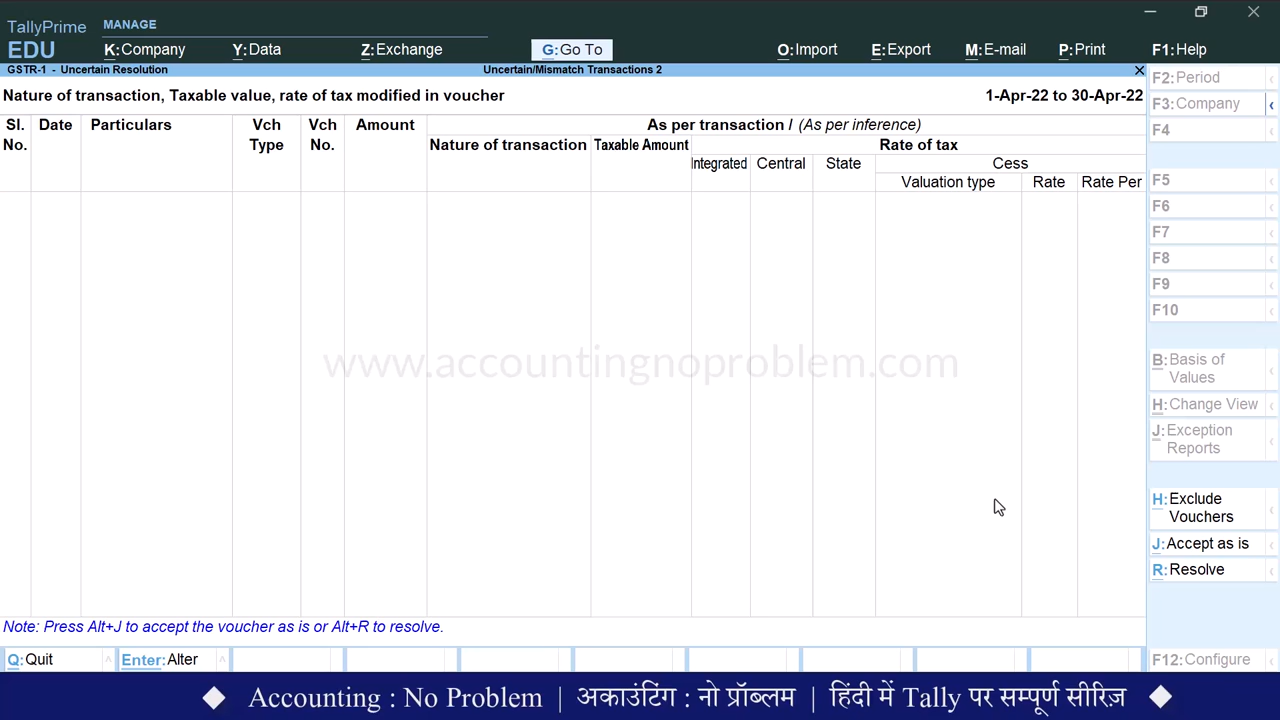 TallyPrime
EDU
MANAGE
K:Company Y:Data Z:Exchange G:Go To O:Import E:Export M:E-mail P:Print F1:Help
GSTR-1 - Uncertain Resolution Uncertain/Mismatch Transactions 2
Nature of transaction, Taxable value, rate of tax modified in voucher 1-Apr-22 to 30-Apr-22
Sl. No. Date Particulars Vch Type Vch No. Amount As per transaction / (As per inference)
Nature of transaction Taxable Amount Rate of tax
Integrated Central State Cess
Valuation type Rate Rate Per
www.accountingnoproblem.com
Note: Press Alt+J to accept the voucher as is or Alt+R to resolve.
Q:Quit Enter:Alter
F2:Period
F3:Company
F4
F5
F6
F7
F8
F9
F10
B:Basis of
Values
H:Change View
J:Exception
Reports
H:Exclude
Vouchers
J:Accept as is
R:Resolve
F12:Configure
Accounting : No Problem | अकाउंटिंग : नो प्रॉब्लम | हिंदी में Tally पर सम्पूर्ण सीरिज़